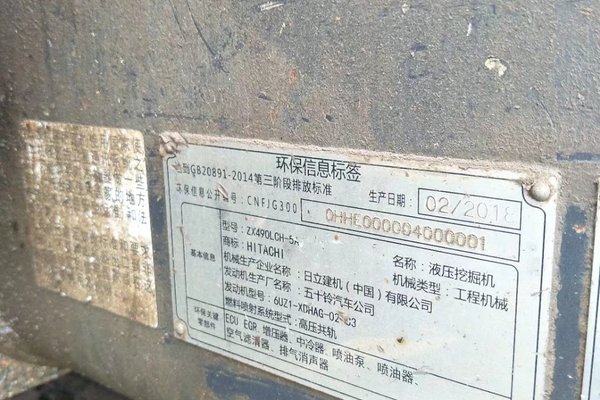 环保信息标签
GB20891-2014第三阶段排放标准
生产日期: 02/2018
环保信息公开编号: CNFJG300 0HHE000004000001
型号: ZX490LCH-5A
名称: 液压挖掘机
商标: HITACHI
机械类型: 工程机械
基本信息
机械生产企业名称: 日立建机（中国）有限公司
发动机生产厂名称: 五十铃汽车公司
发动机型号: 6UZ1-XDHAG-02-C3
燃料喷射系统型式: 高压共轨
环保关键零部件
ECU EGR、增压器、中冷器、喷油泵、喷油器、
空气滤清器、排气消声器